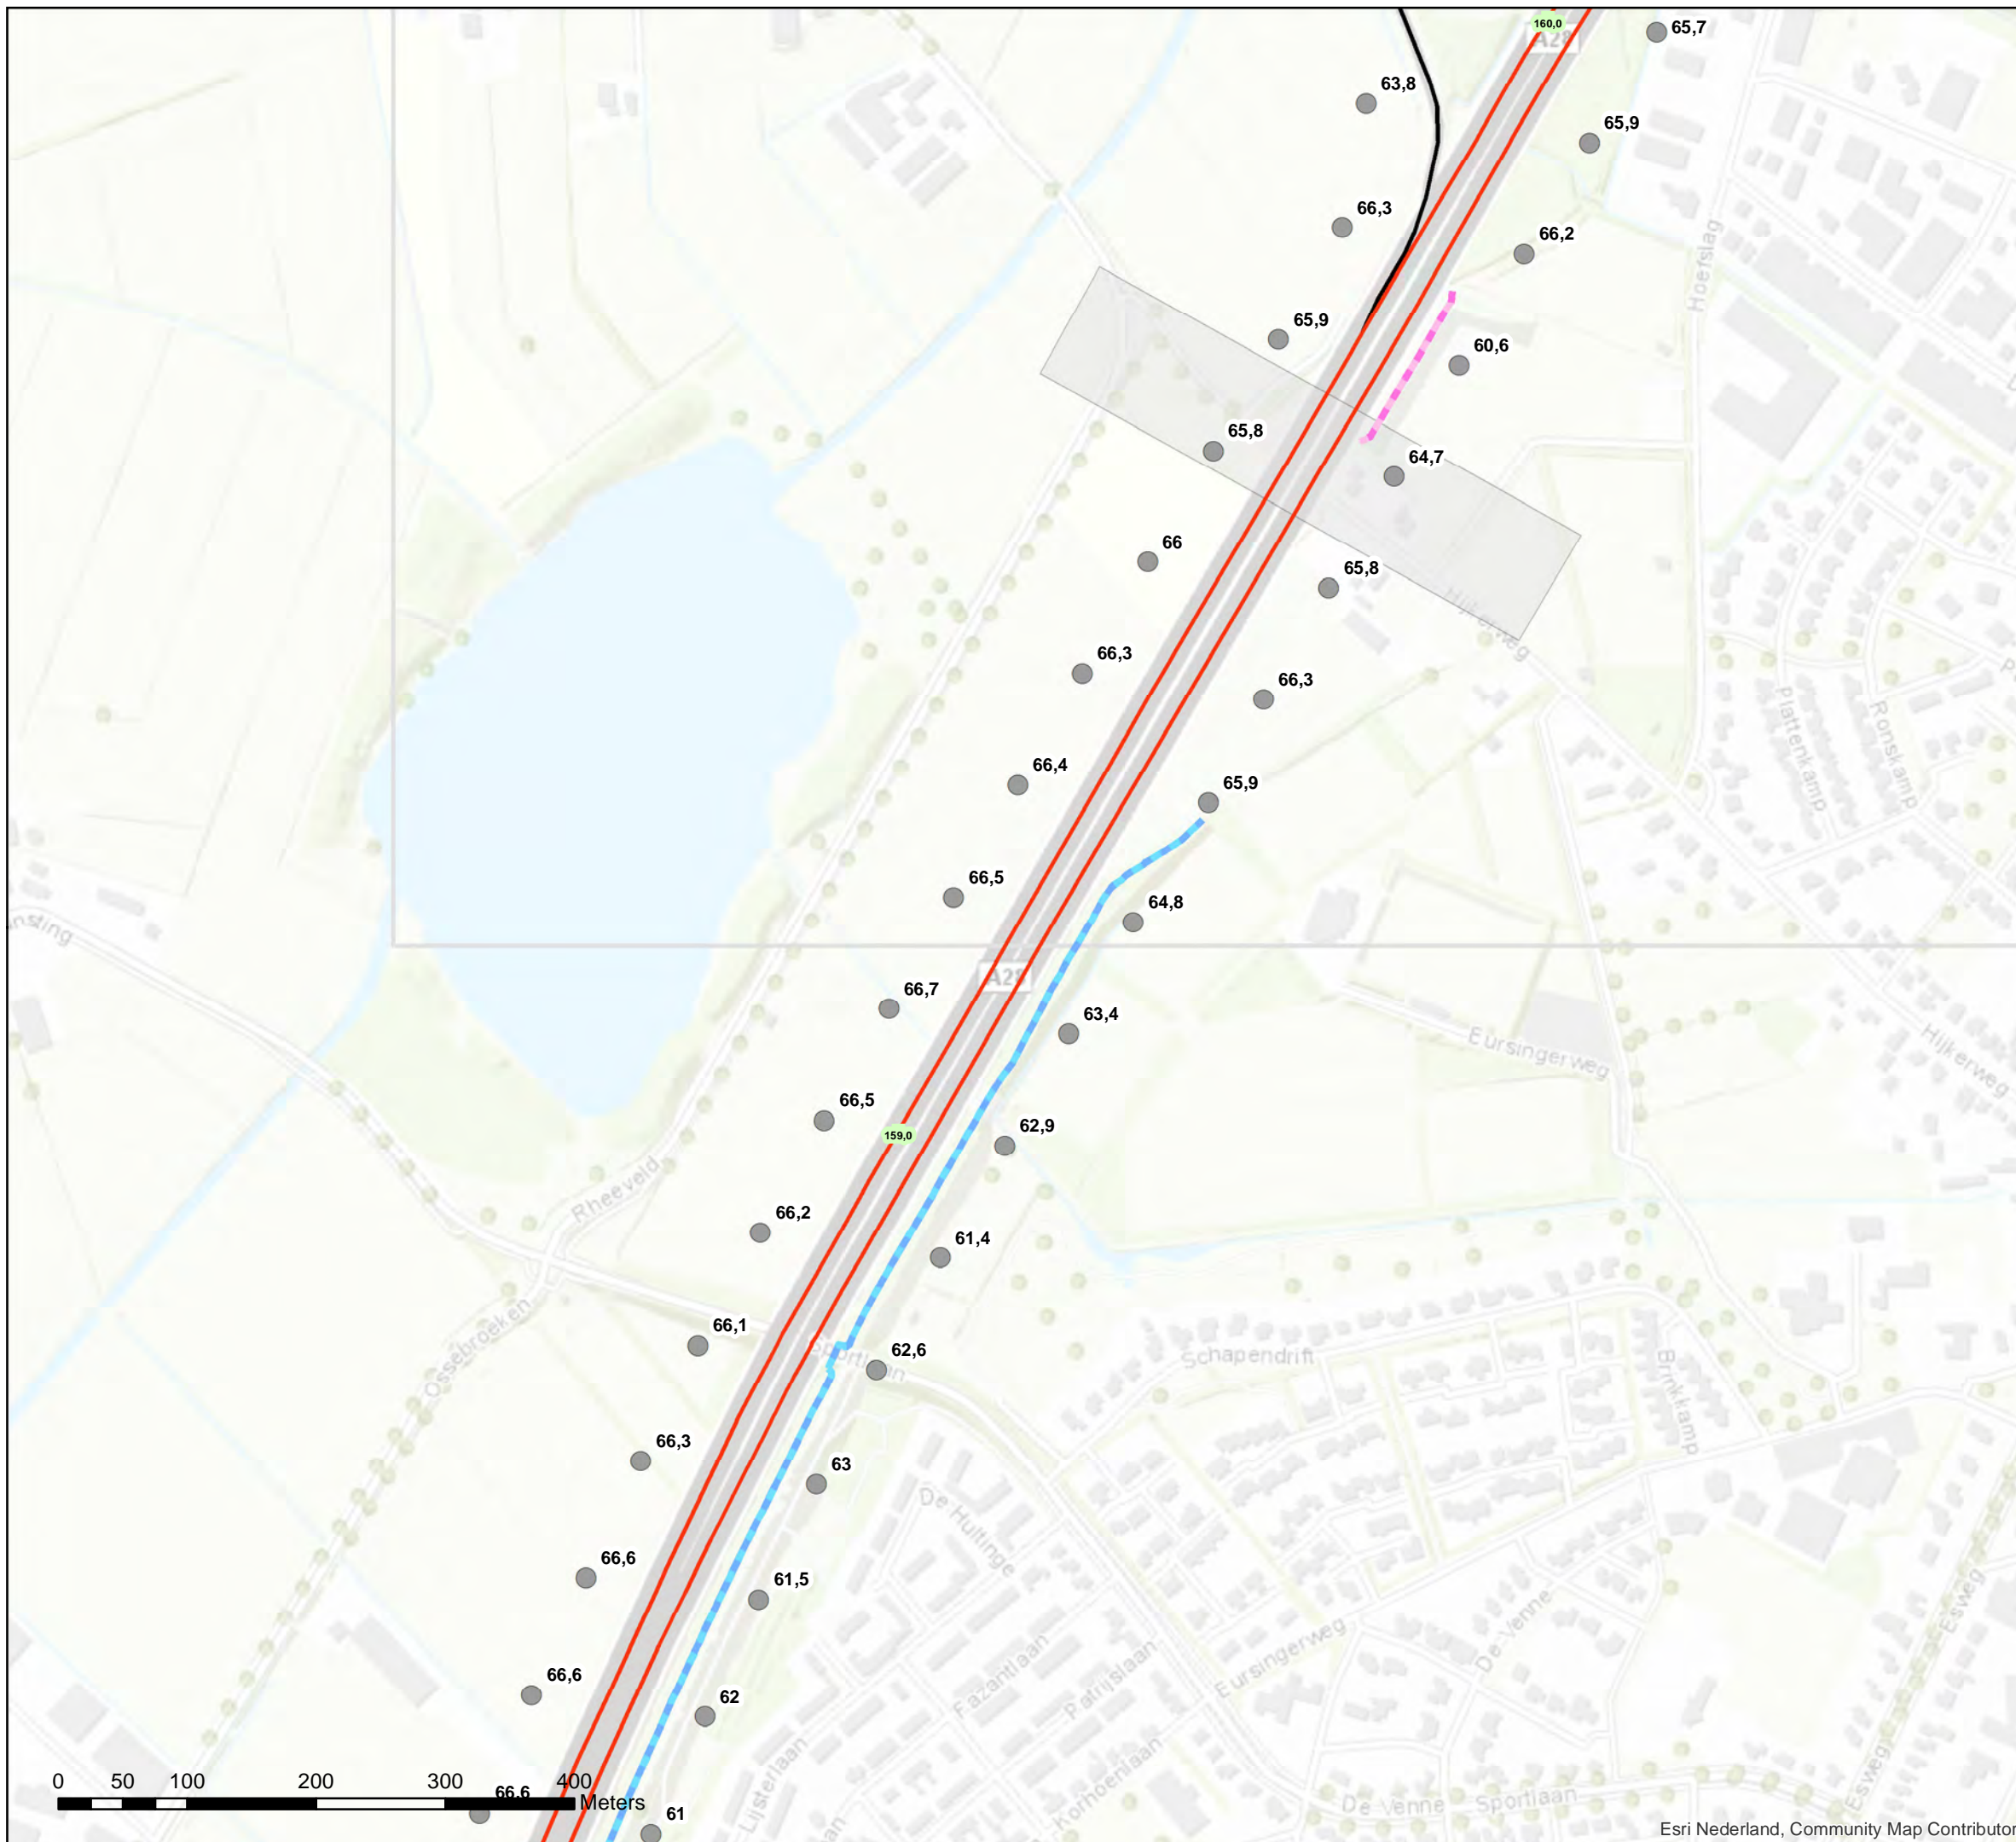 160,0
A28
65,7
63,8
65,9
66,3
66,2
Hoefslag
65,9
60,6
65,8
64,7
66
65,8
Hijkerweg
66,3
66,3
Plattenkamp
Ronskamp
66,4
65,9
66,5
64,8
A28
66,7
63,4
Eursingerweg
Hijkerweg
66,5
159,0
62,9
Rheeveld
66,2
61,4
66,1
Ossebroeken
Sportlaan
62,6
Schapendrift
Brinkkamp
66,3
63
De Hultinge
66,6
61,5
De Venne
Esweg
66,6
62
Fazantlaan
Patrijslaan
Eursingerweg
0 50 100 200 300 400
Meters
66,6
61
Lijsterlaan
Korhoenlaan
De Venne
Sportlaan
Esweg
Esri Nederland, Community Map Contributor